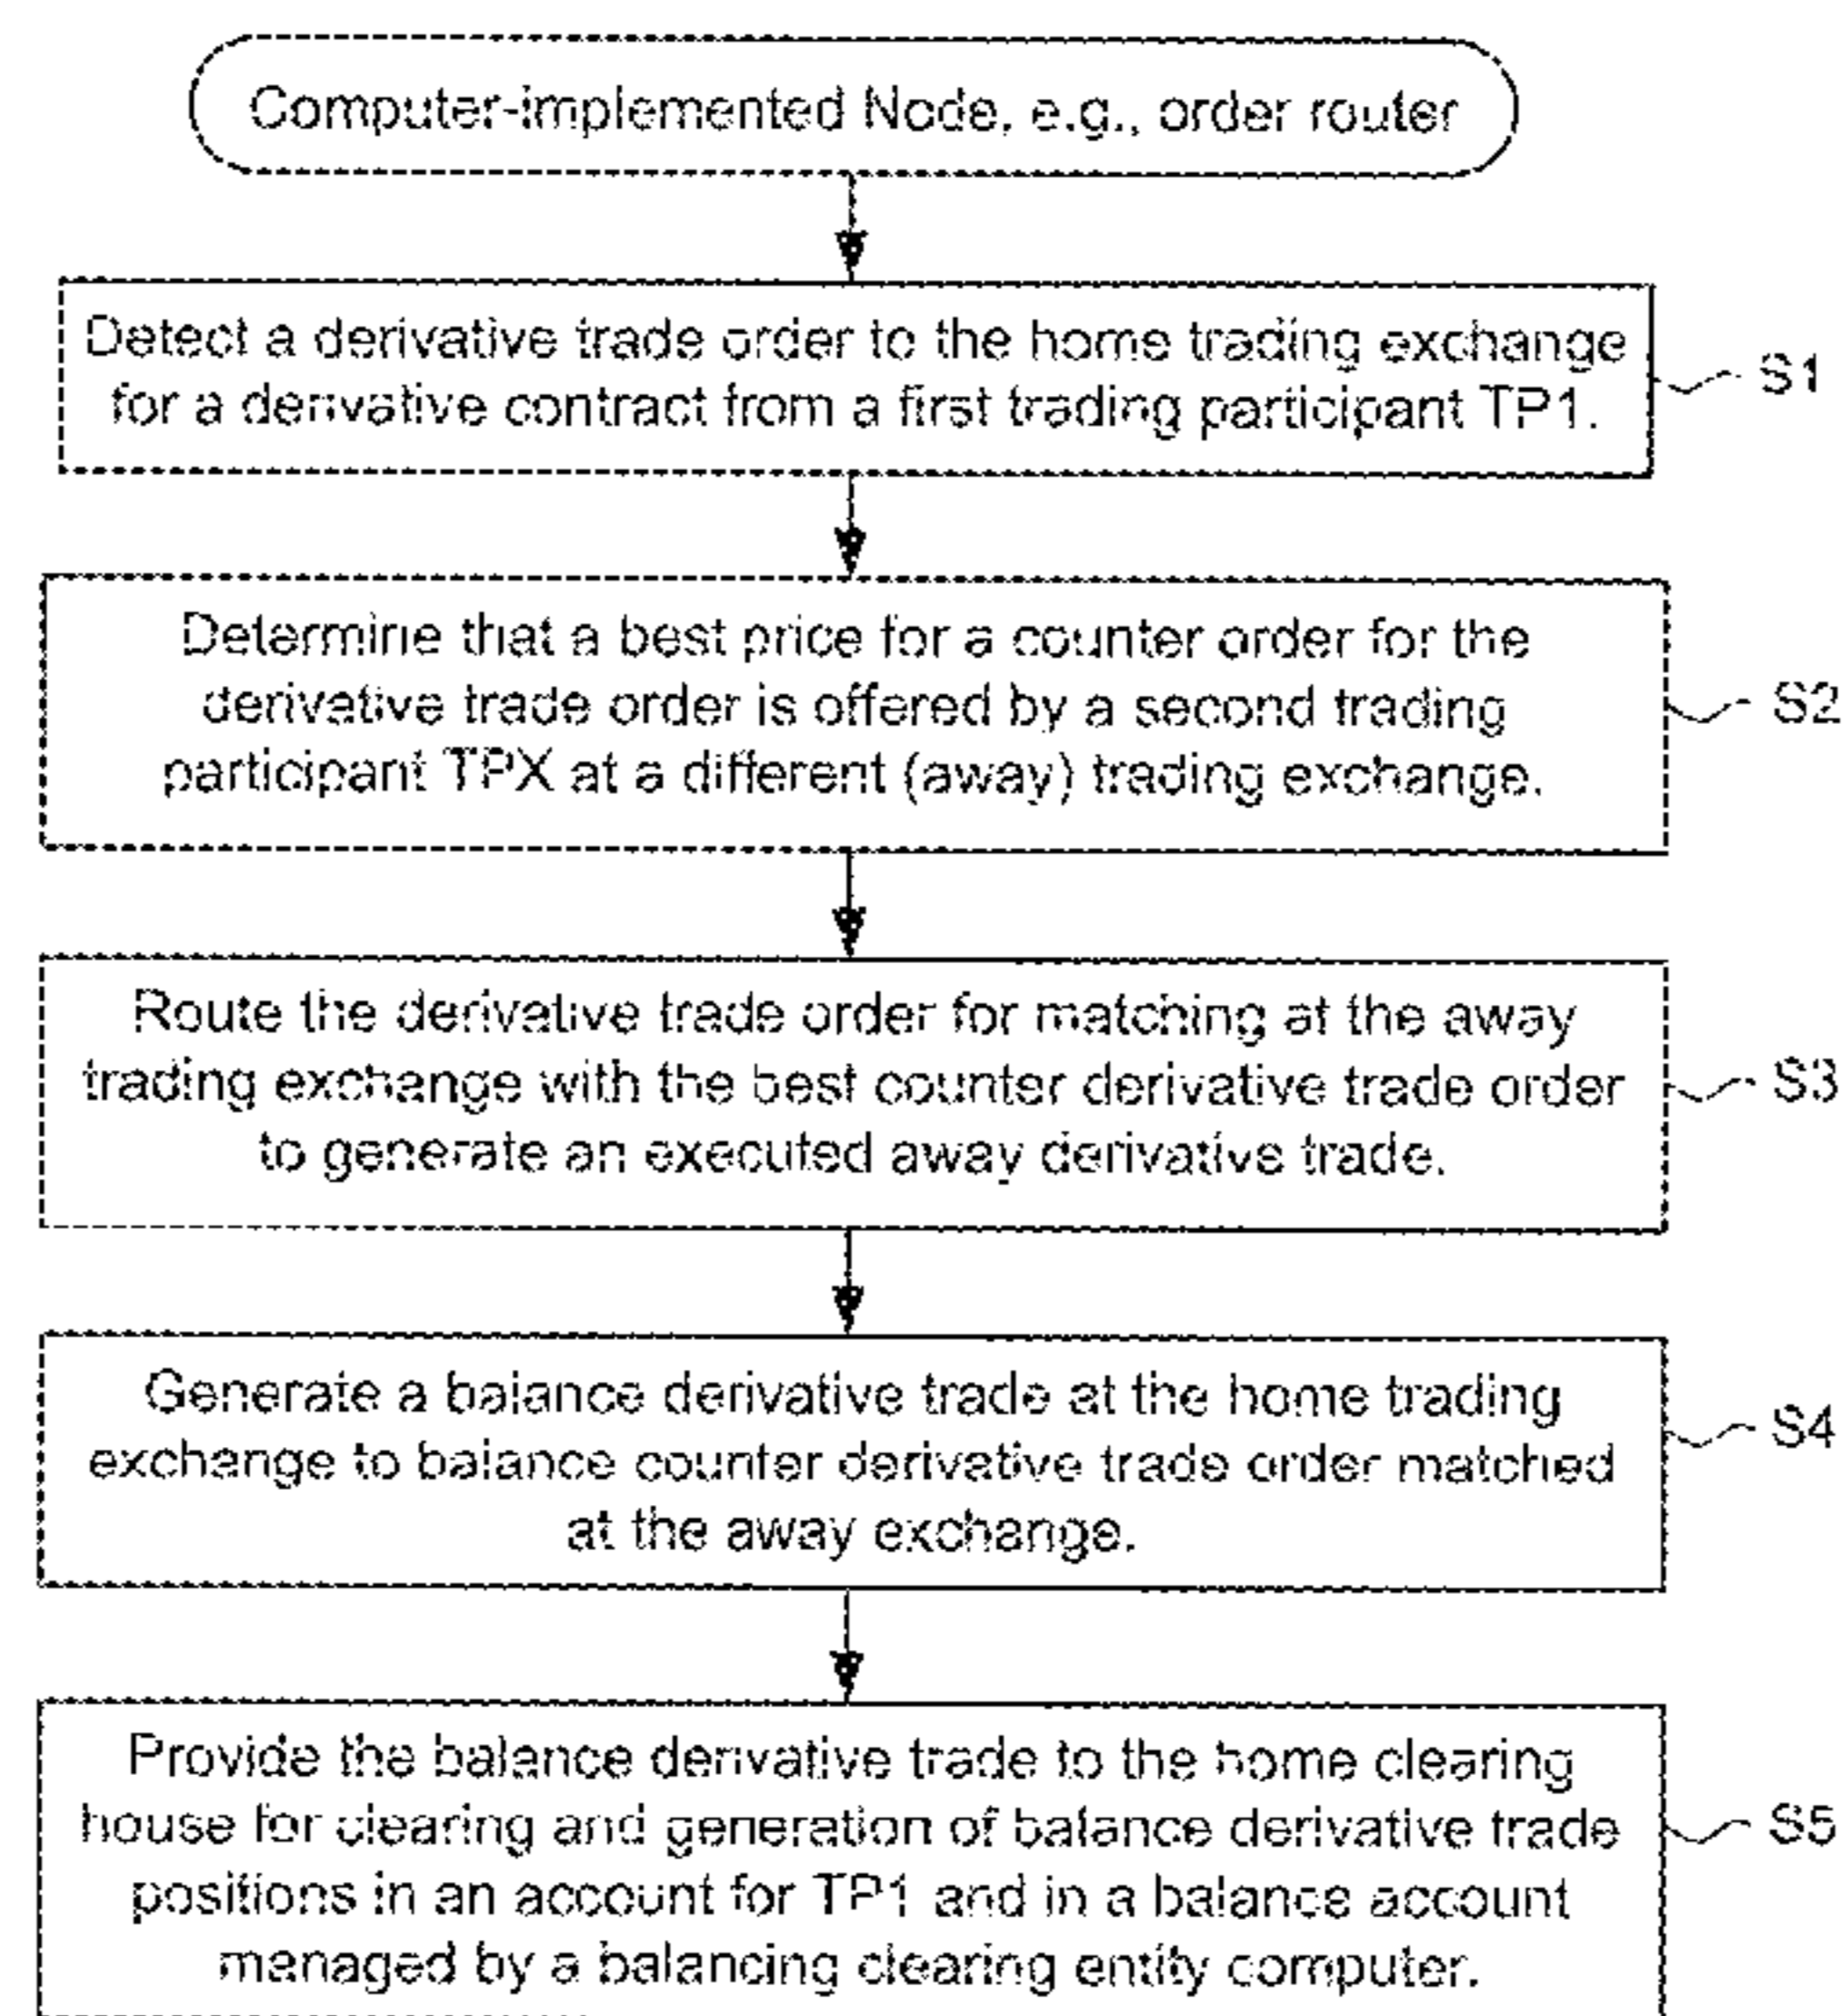 Computer-implemented Node, e.g., order router
Detect a derivative trade order to the home trading exchange
for a derivative contract from a first trading participant TP1.
S1
Determine that a best price for a counter order for the
derivative trade order is offered by a second trading
participant TPX at a different (away) trading exchange.
S2
Route the derivative trade order for matching at the away
trading exchange with the best counter derivative trade order
to generate an executed away derivative trade.
S3
Generate a balance derivative trade at the home trading
exchange to balance counter derivative trade order matched
at the away exchange.
S4
Provide the balance derivative trade to the home clearing
house for clearing and generation of balance derivative trade
positions in an account for TP1 and in a balance account
managed by a balancing clearing entity computer.
S5